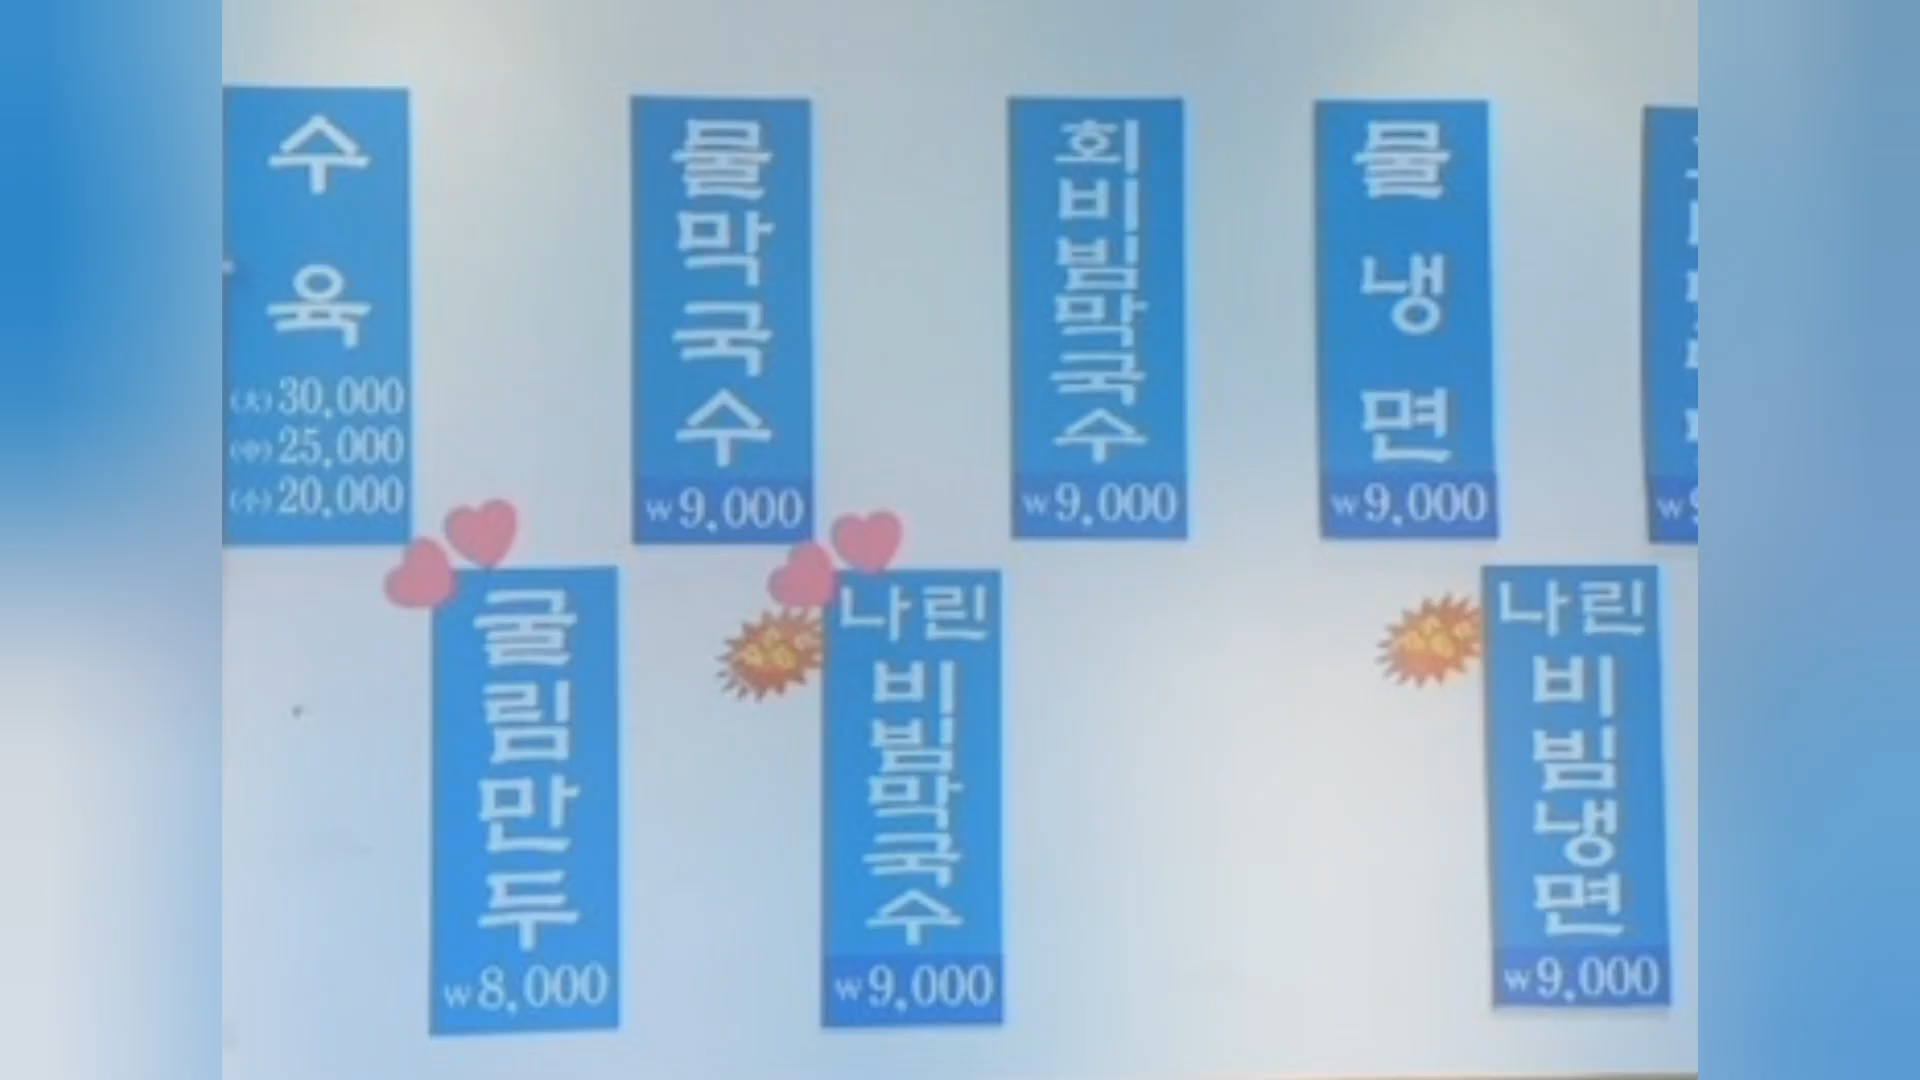 수육
(大) 30,000
(中) 25,000
(小) 20,000
물막국수
₩9,000
회비빔막국수
₩9,000
물냉면
₩9,000
굴림만두
₩8,000
나린
비빔막국수
₩9,000
나린
비빔냉면
₩9,000